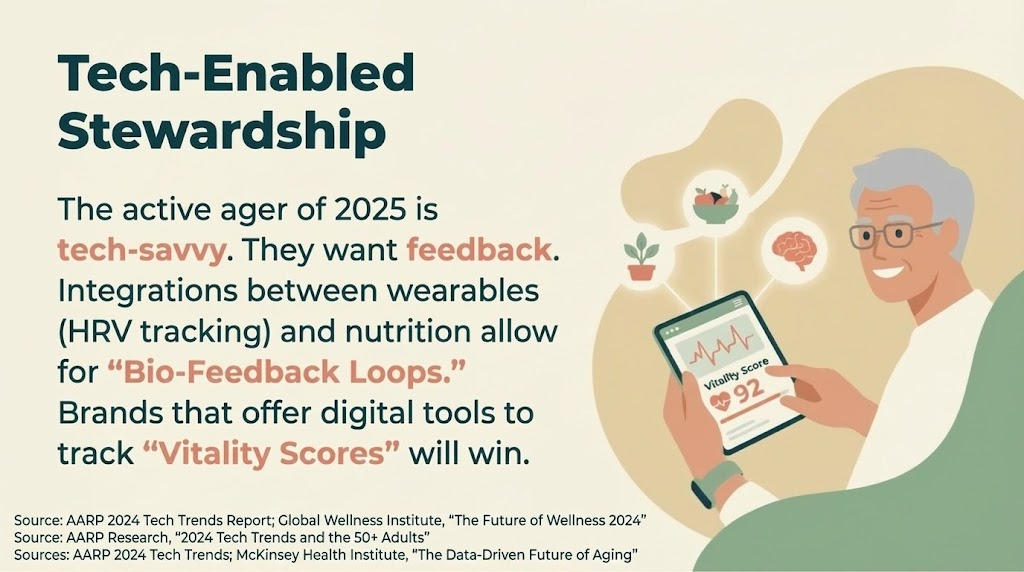 Tech-Enabled
Stewardship
The active ager of 2025 is
tech-savvy. They want feedback.
Integrations between wearables
(HRV tracking) and nutrition allow
for “Bio-Feedback Loops.”
Brands that offer digital tools to
track “Vitality Scores” will win.
Vitality Score
92
Source: AARP 2024 Tech Trends Report; Global Wellness Institute, “The Future of Wellness 2024”
Source: AARP Research, “2024 Tech Trends and the 50+ Adults”
Sources: AARP 2024 Tech Trends; McKinsey Health Institute, “The Data-Driven Future of Aging”